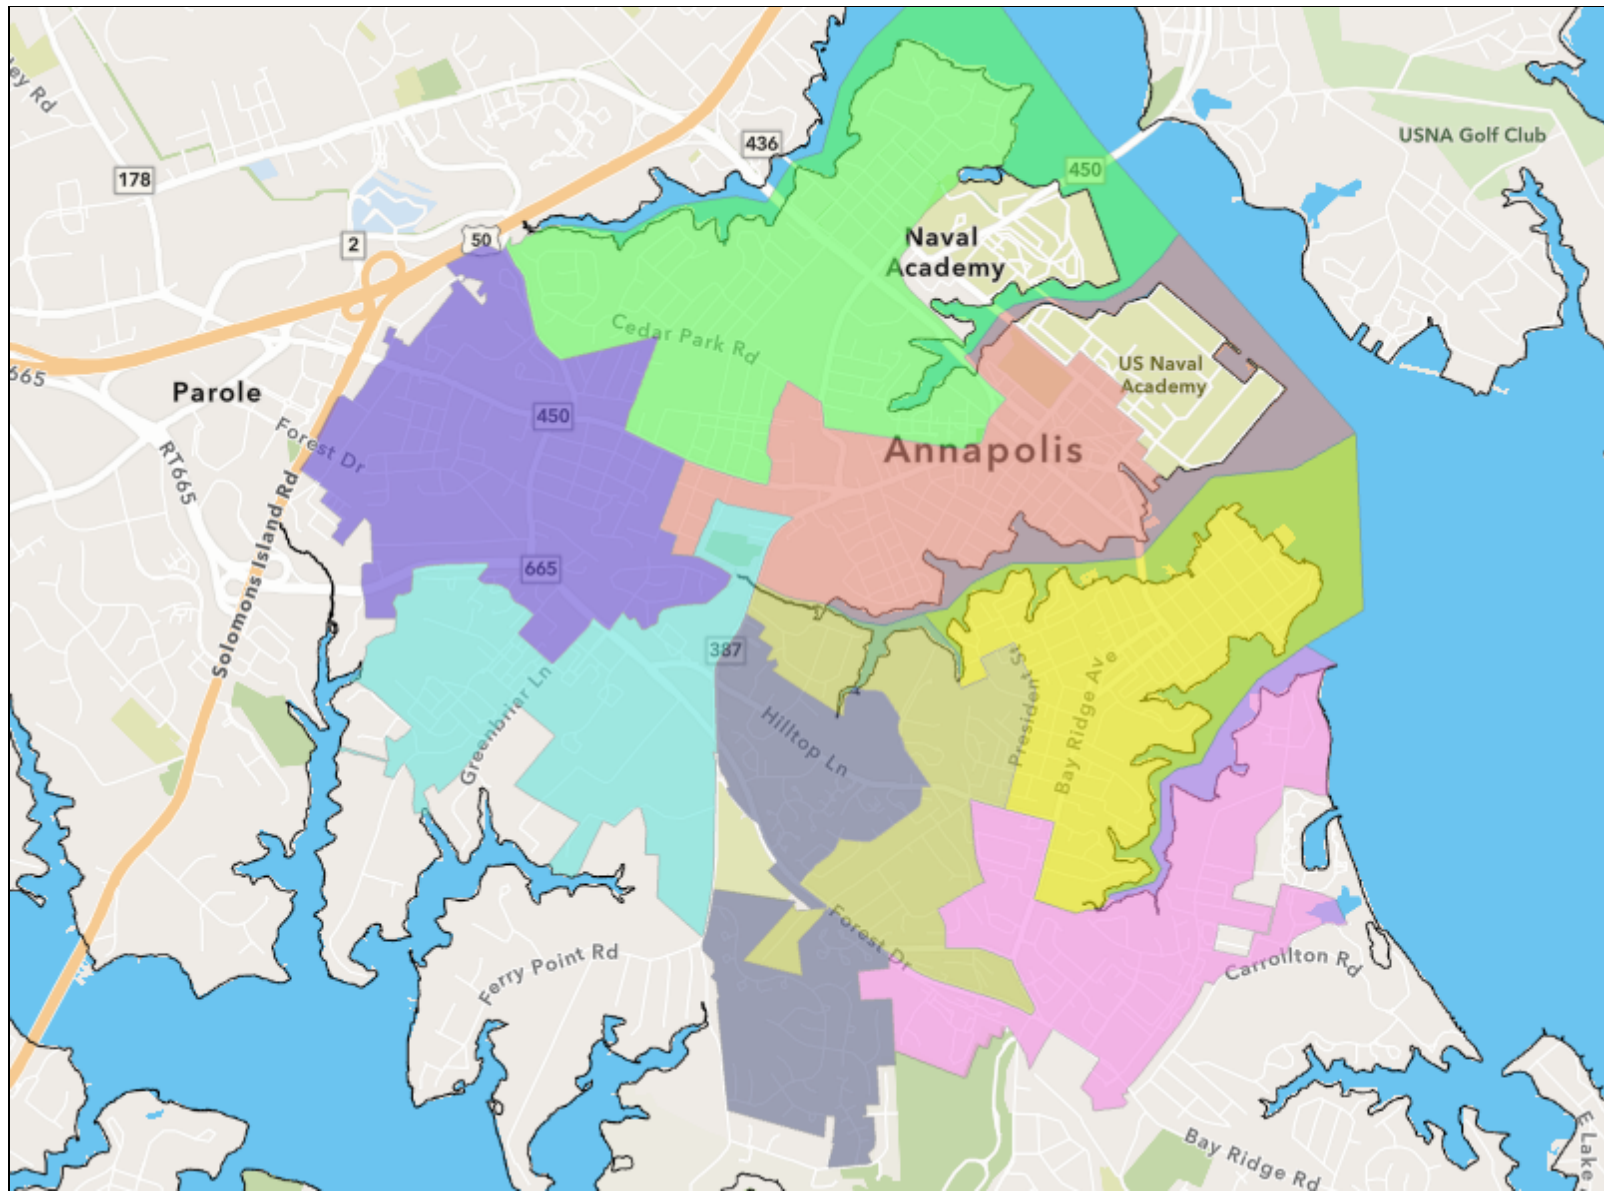 ley Rd
436
USNA Golf Club
450
178
2
50
Naval
Academy
Cedar Park Rd
US Naval
Academy
665
Parole
450
Forest Dr
Annapolis
RT665
Solomons Island Rd
665
387
President St
Bay Ridge Ave
Greenbriar Ln
Hilltop Ln
Forest Dr
Ferry Point Rd
Carrollton Rd
Bay Ridge Rd
E Lake